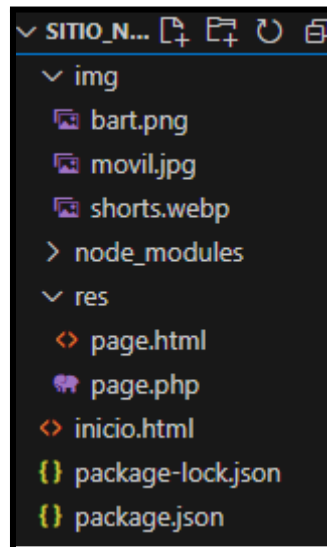 SITIO_N...
img
bart.png
movil.jpg
shorts.webp
node_modules
res
page.html
page.php
inicio.html
{} package-lock.json
{} package.json